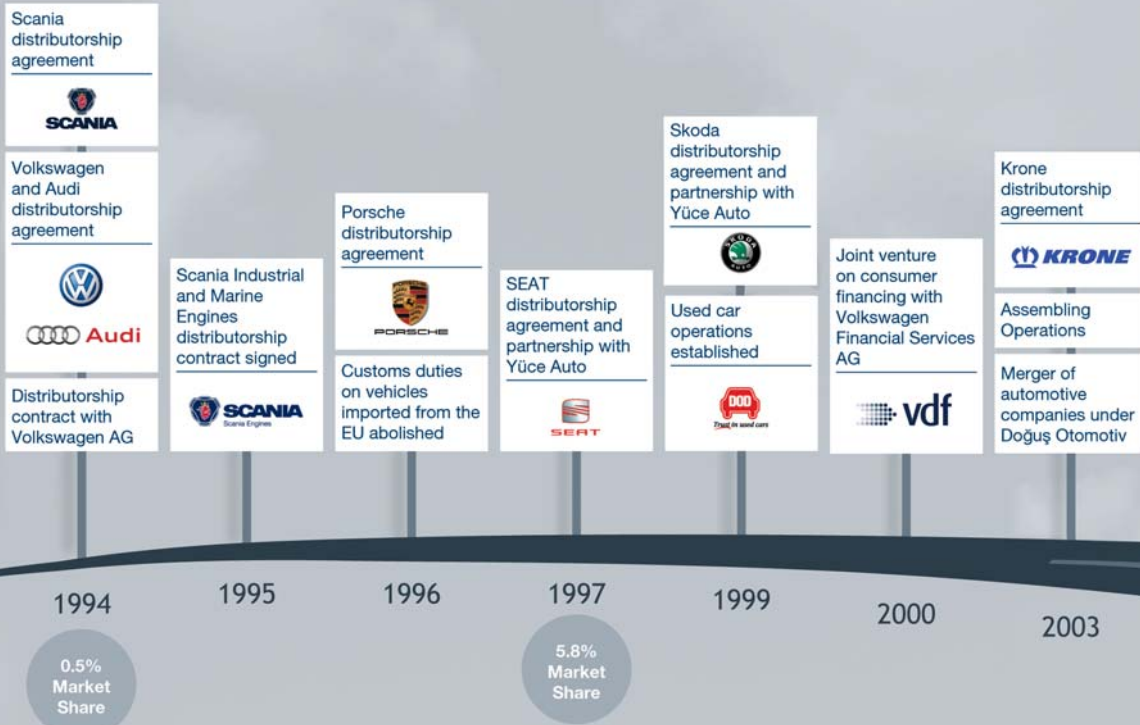 Scania
distributorship
agreement
SCANIA
Volkswagen
and Audi
distributorship
agreement
Audi
Distributorship
contract with
Volkswagen AG
Scania Industrial
and Marine
Engines
distributorship
contract signed
SCANIA
Scania Engines
Porsche
distributorship
agreement
PORSCHE
Customs duties
on vehicles
imported from the
EU abolished
SEAT
distributorship
agreement and
partnership with
Yüce Auto
SEAT
Skoda
distributorship
agreement and
partnership with
Yüce Auto
SKODA
AUTO
Used car
operations
established
DOD
Trust in used cars
Joint venture
on consumer
financing with
Volkswagen
Financial Services
AG
vdf
Krone
distributorship
agreement
KRONE
Assembling
Operations
Merger of
automotive
companies under
Doğuş Otomotiv
1994
1995
1996
1997
1999
2000
2003
0.5%
Market
Share
5.8%
Market
Share